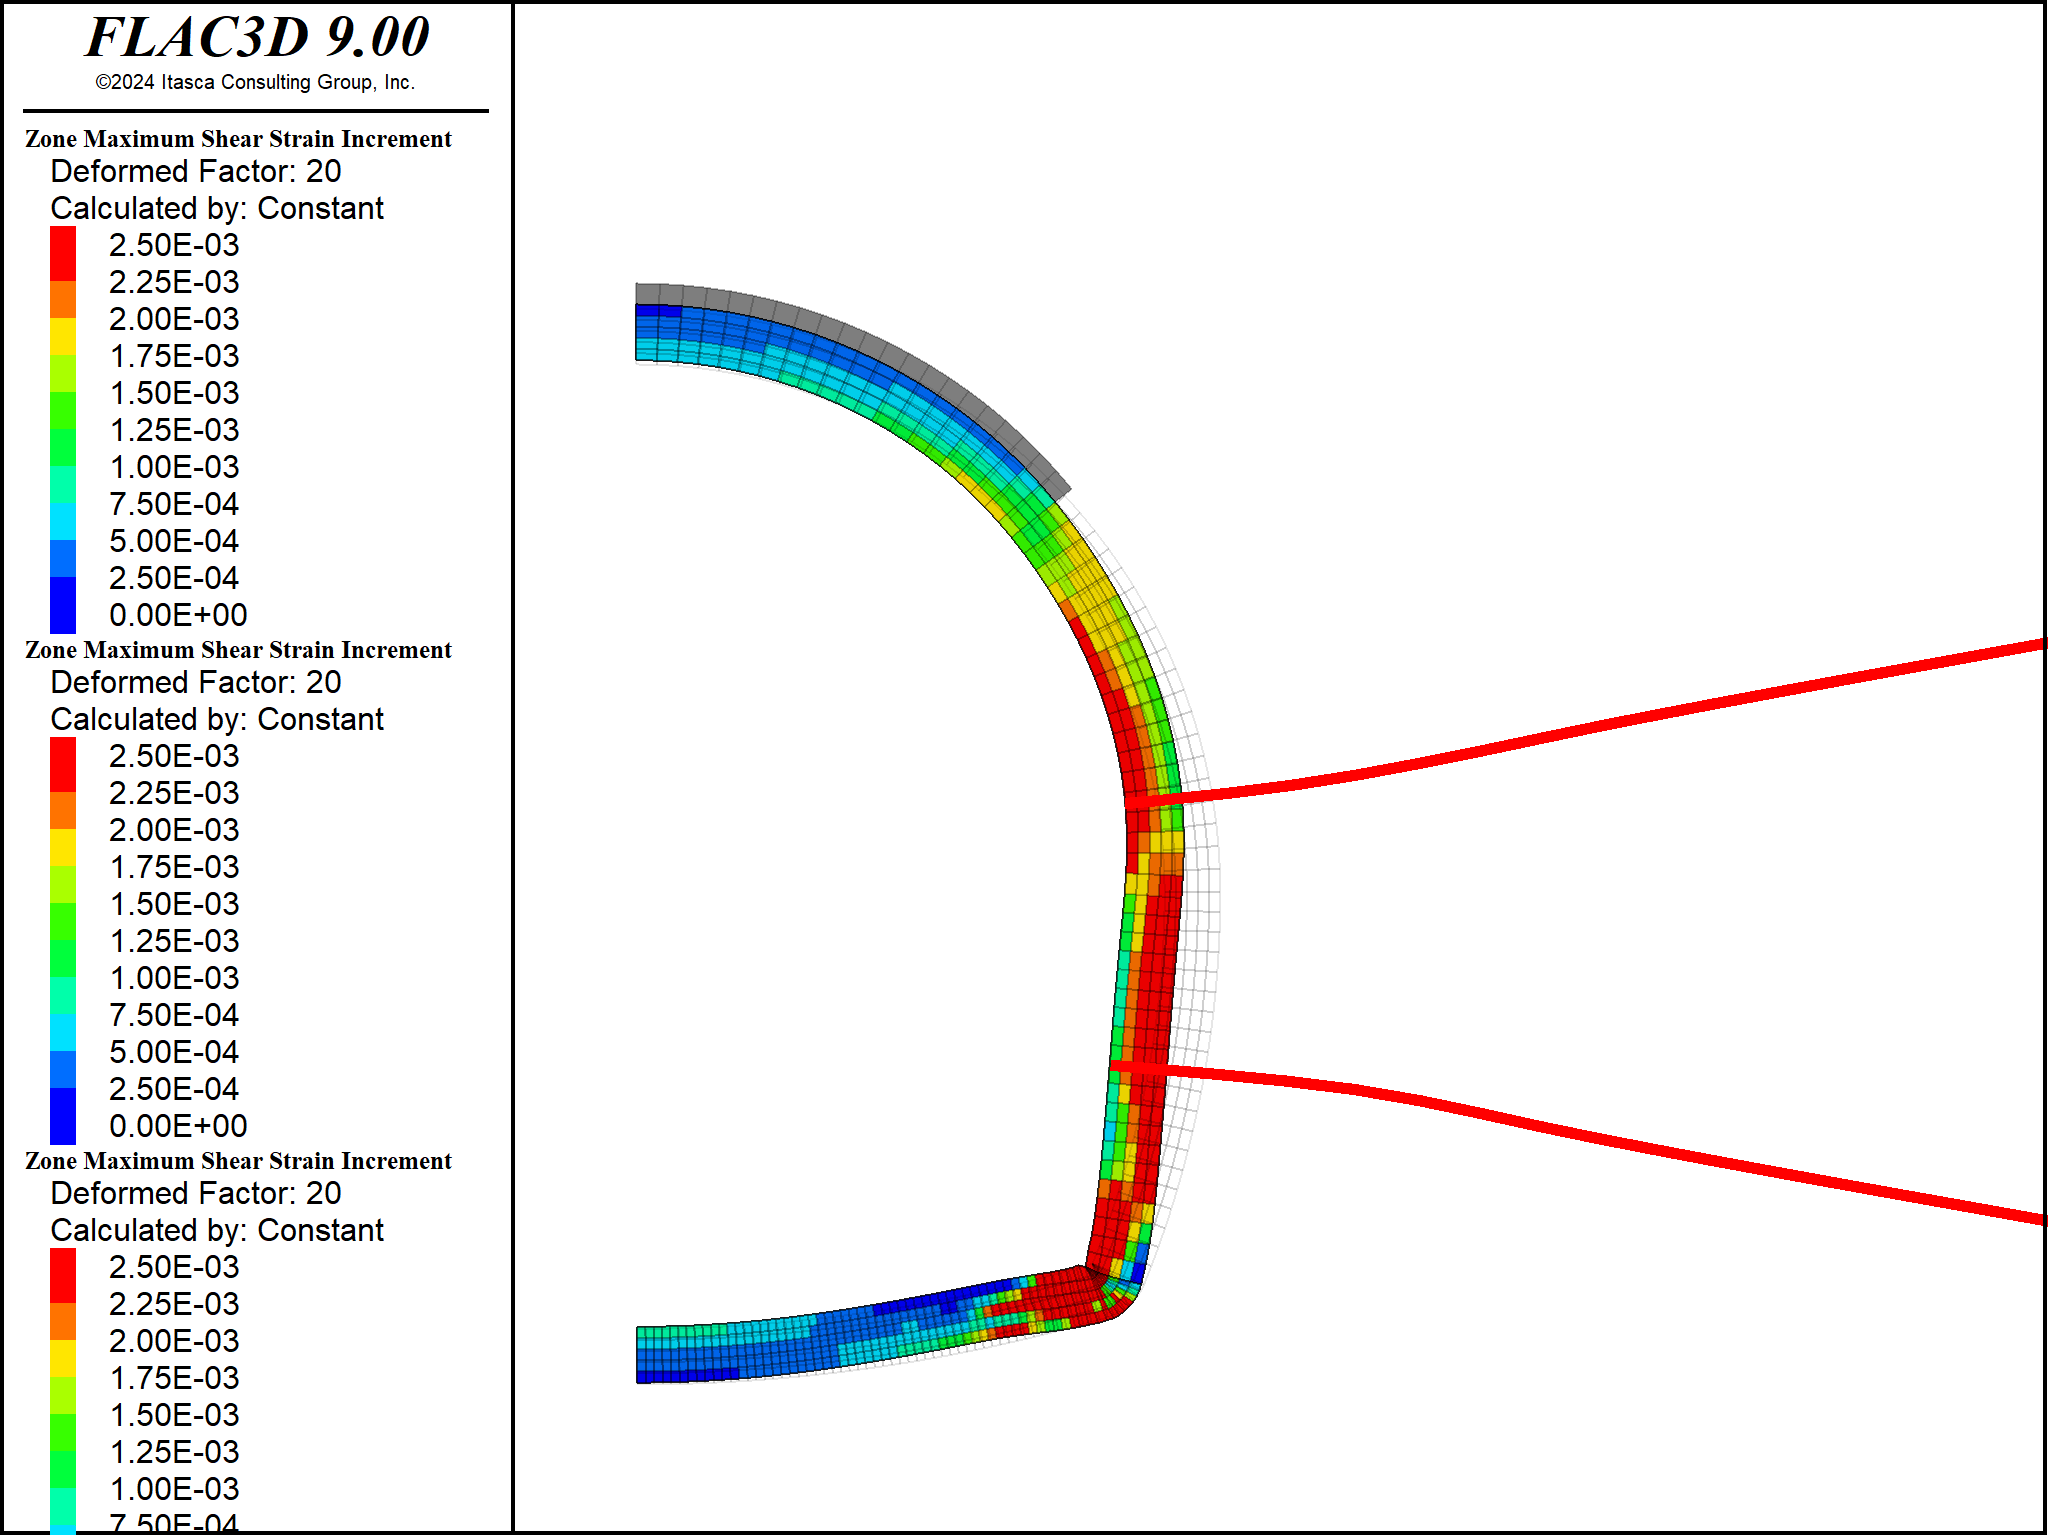 FLAC3D 9.00
©2024 Itasca Consulting Group, Inc.
Zone Maximum Shear Strain Increment
Deformed Factor: 20
Calculated by: Constant
2.50E-03
2.25E-03
2.00E-03
1.75E-03
1.50E-03
1.25E-03
1.00E-03
7.50E-04
5.00E-04
2.50E-04
0.00E+00
Zone Maximum Shear Strain Increment
Deformed Factor: 20
Calculated by: Constant
2.50E-03
2.25E-03
2.00E-03
1.75E-03
1.50E-03
1.25E-03
1.00E-03
7.50E-04
5.00E-04
2.50E-04
0.00E+00
Zone Maximum Shear Strain Increment
Deformed Factor: 20
Calculated by: Constant
2.50E-03
2.25E-03
2.00E-03
1.75E-03
1.50E-03
1.25E-03
1.00E-03
7.50E-04